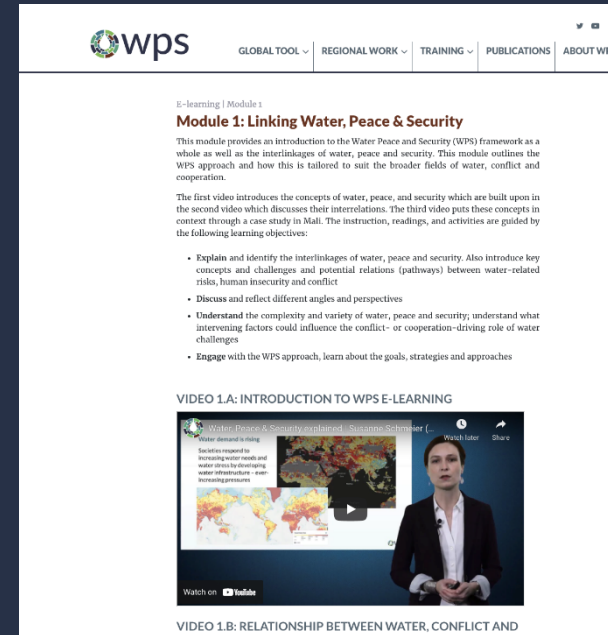 wps
GLOBAL TOOL
REGIONAL WORK
TRAINING
PUBLICATIONS
ABOUT WP
E-learning | Module 1
Module 1: Linking Water, Peace & Security
This module provides an introduction to the Water Peace and Security (WPS) framework as a
whole as well as the interlinkages of water, peace and security. This module outlines the
WPS approach and how this is tailored to suit the broader fields of water, conflict and
cooperation.
The first video introduces the concepts of water, peace, and security which are built upon in
the second video which discusses their interrelations. The third video puts these concepts in
context through a case study in Mali. The instruction, readings, and activities are guided by
the following learning objectives:
• Explain and identify the interlinkages of water, peace and security. Also introduce key
concepts and challenges and potential relations (pathways) between water-related
risks, human insecurity and conflict
• Discuss and reflect different angles and perspectives
• Understand the complexity and variety of water, peace and security; understand what
intervening factors could influence the conflict- or cooperation-driving role of water
challenges
• Engage with the WPS approach, learn about the goals, strategies and approaches
VIDEO 1.A: INTRODUCTION TO WPS E-LEARNING
Water, Peace & Security explained | Susanne Schmeier (...
Watch later
Share
Water demand is rising
Societies respond to
increasing water needs and
water stress by developing
water infrastructure - over-
increasing pressures
Watch on YouTube
VIDEO 1.B: RELATIONSHIP BETWEEN WATER, CONFLICT AND